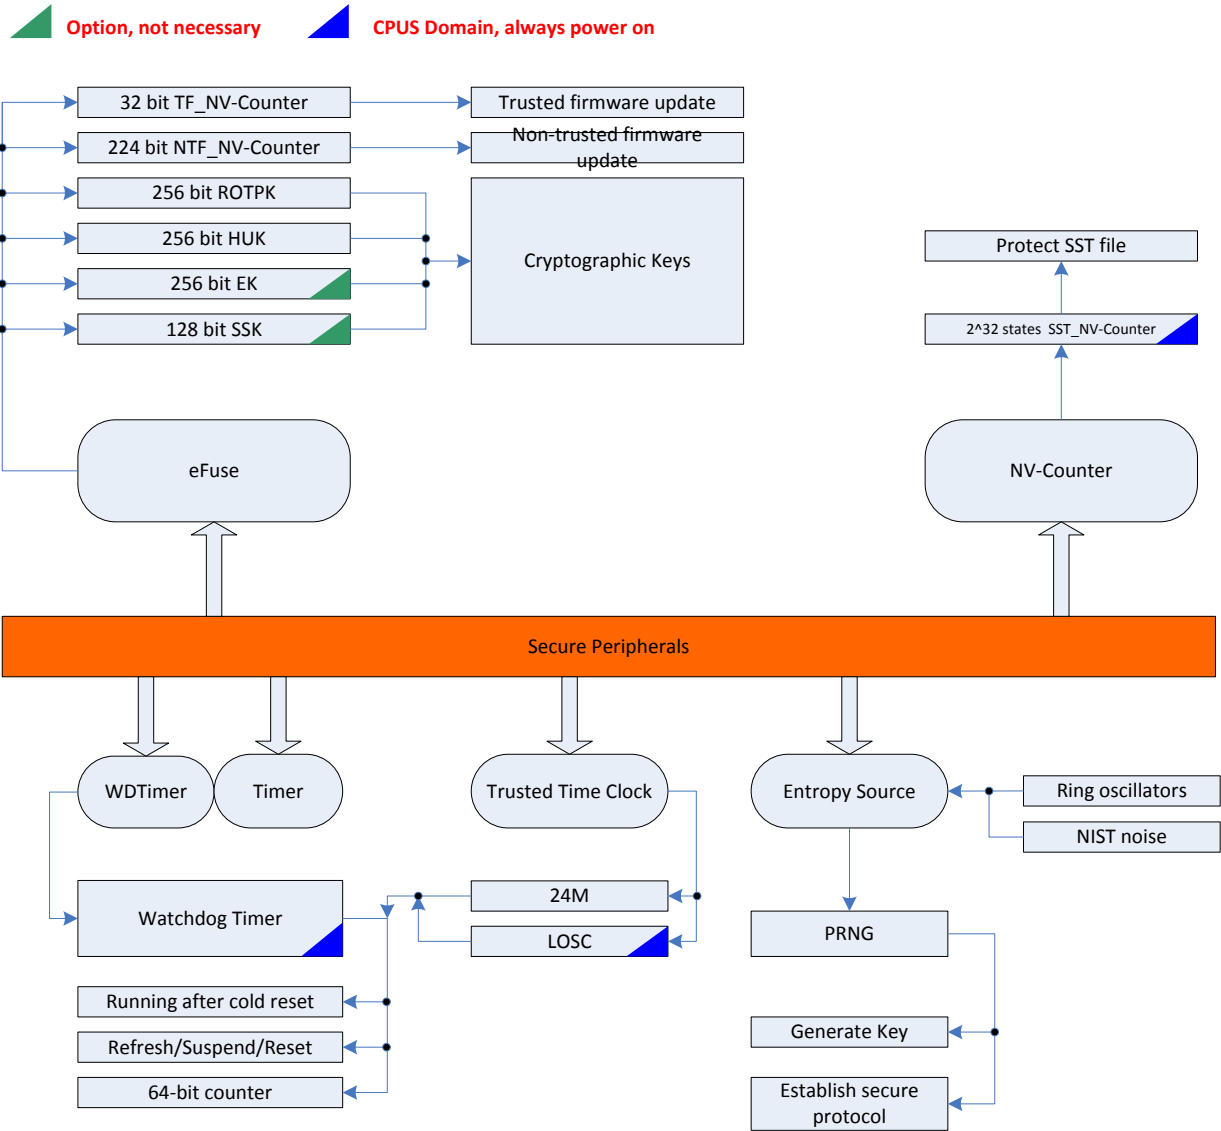 Option, not necessary
CPUS Domain, always power on
32 bit TF_NV-Counter
Trusted firmware update
224 bit NTF_NV-Counter
Non-trusted firmware
update
256 bit ROTPK
256 bit HUK
256 bit EK
128 bit SSK
Cryptographic Keys
Protect SST file
2^32 states SST_NV-Counter
eFuse
NV-Counter
Secure Peripherals
WDTimer
Timer
Trusted Time Clock
Entropy Source
Ring oscillators
NIST noise
Watchdog Timer
24M
LOSC
PRNG
Running after cold reset
Refresh/Suspend/Reset
64-bit counter
Generate Key
Establish secure
protocol